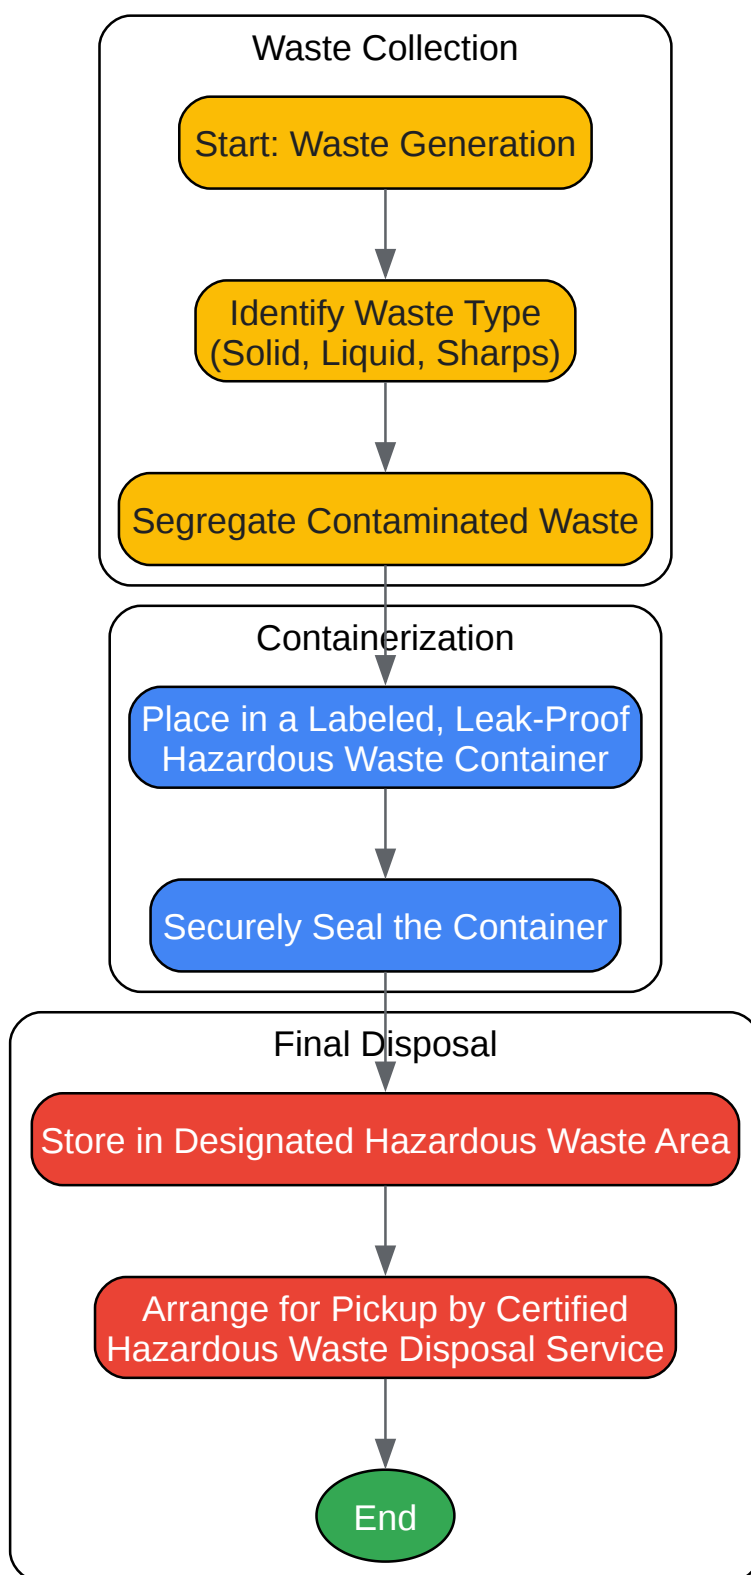 Waste Collection
Start: Waste Generation
Identify Waste Type
(Solid, Liquid, Sharps)
Segregate Contaminated Waste
Containerization
Place in a Labeled, Leak-Proof
Hazardous Waste Container
Securely Seal the Container
Final Disposal
Store in Designated Hazardous Waste Area
Arrange for Pickup by Certified
Hazardous Waste Disposal Service
End